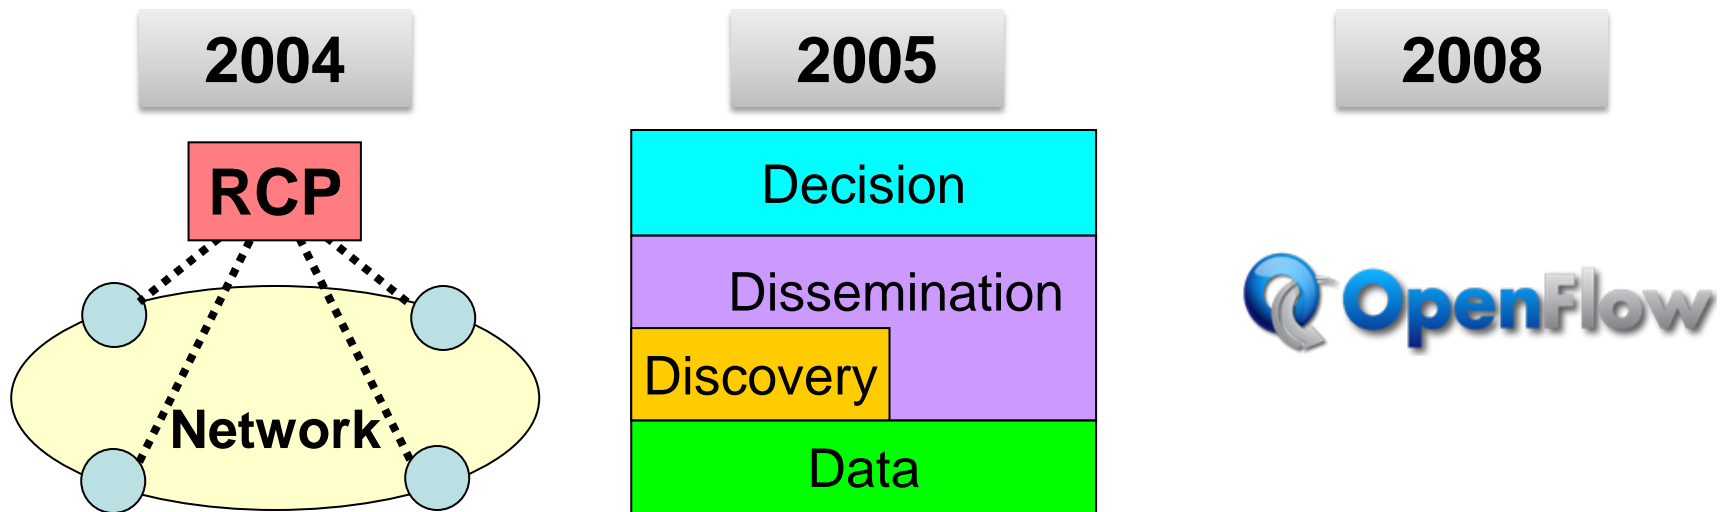 2004
2005
2008
RCP
Network
Decision
Dissemination
Discovery
Data
OpenFlow